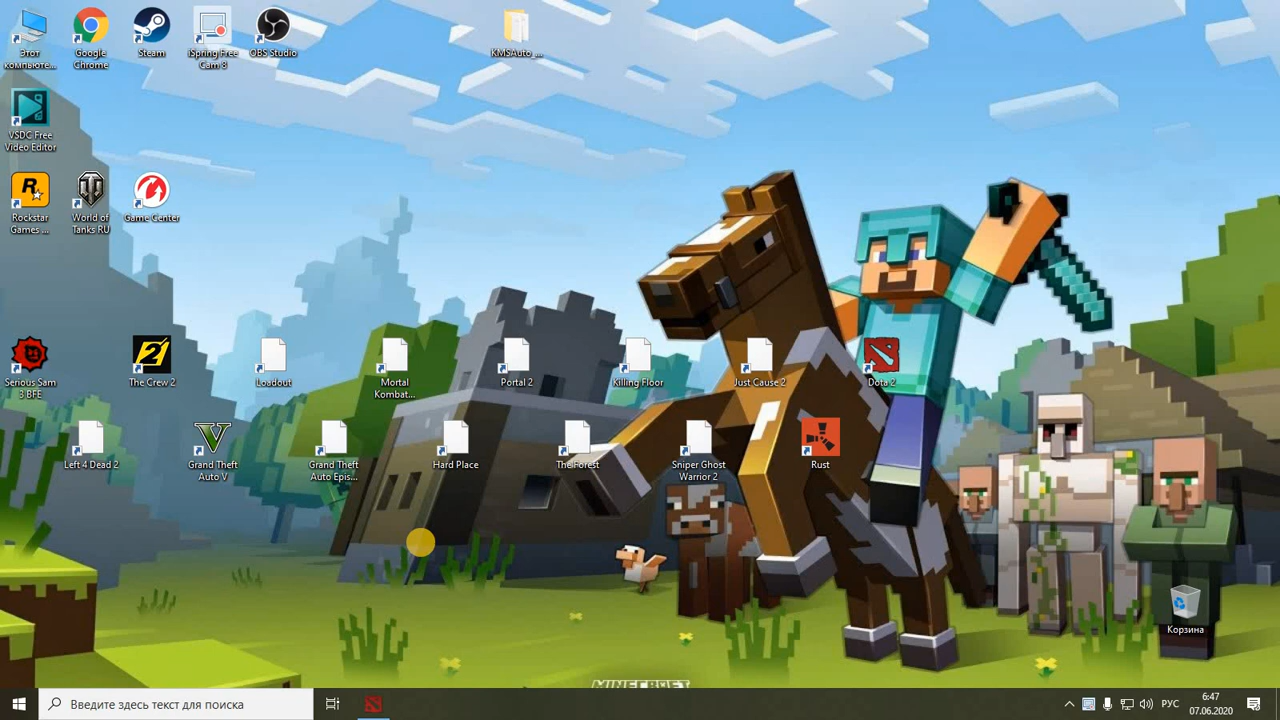 Этот
компьюте...
Google
Chrome
Steam
iSpring Free
Cam 8
OBS Studio
KMSAuto_...
VSDC Free
Video Editor
Rockstar
Games ...
World of
Tanks RU
Game Center
Serious Sam
3 BFE
The Crew 2
Loadout
Mortal
Kombat...
Portal 2
Killing Floor
Just Cause 2
Dota 2
Left 4 Dead 2
Grand Theft
Auto V
Grand Theft
Auto Epis...
Hard Place
The Forest
Sniper Ghost
Warrior 2
Rust
Корзина
MINECRAFT
Введите здесь текст для поиска
РУС
6:47
07.06.2020